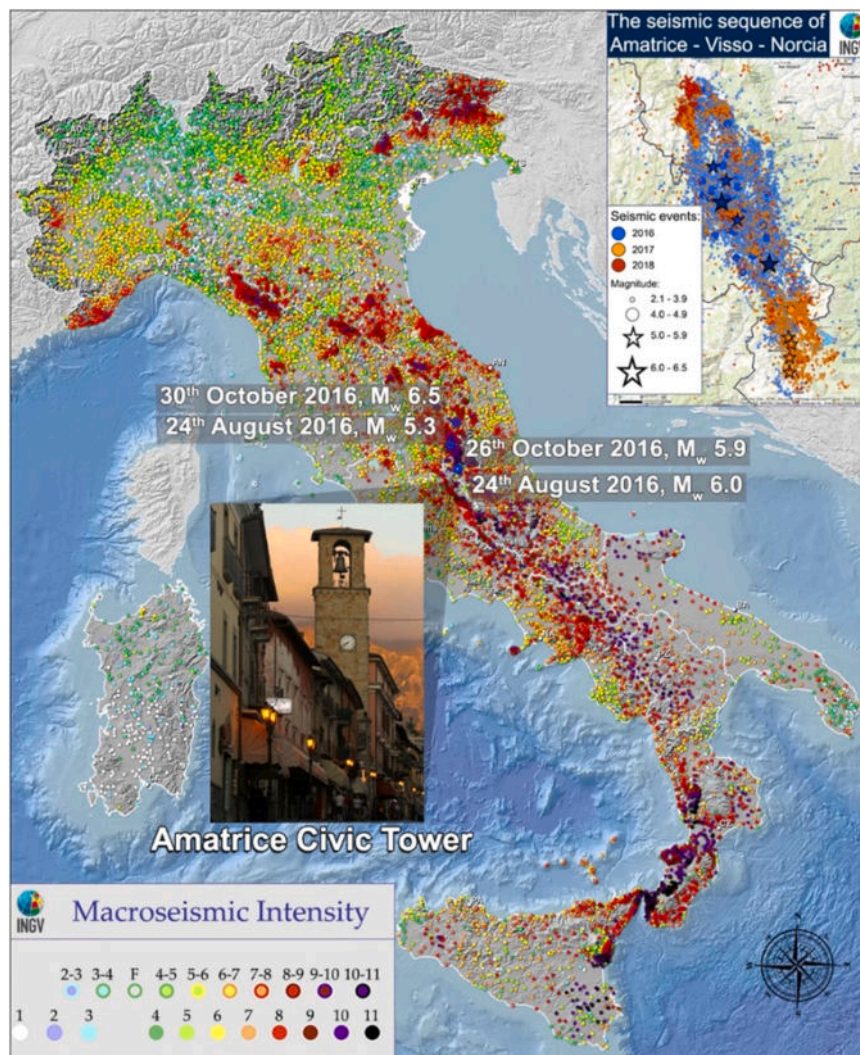 The seismic sequence of
Amatrice - Visso - Norcia
INGV
Seismic events:
2016
2017
2018
Magnitude:
2.1 - 3.9
4.0 - 4.9
5.0 - 5.9
6.0 - 6.5
30th October 2016, Mw 6.5
24th August 2016, Mw 5.3
26th October 2016, Mw 5.9
24th August 2016, Mw 6.0
Amatrice Civic Tower
INGV
Macroseismic Intensity
2-3 3-4 F 4-5 5-6 6-7 7-8 8-9 9-10 10-11
1 2 3 4 5 6 7 8 9 10 11
N